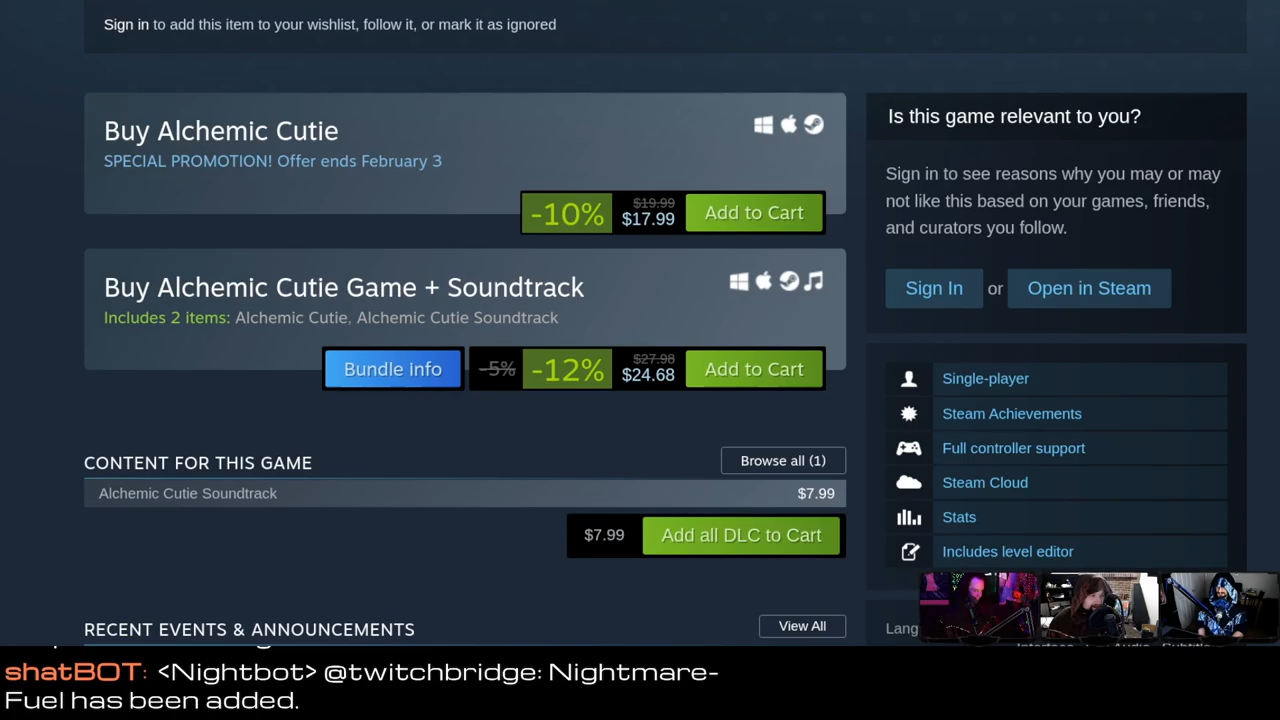 Sign in to add this item to your wishlist, follow it, or mark it as ignored
Buy Alchemic Cutie
SPECIAL PROMOTION! Offer ends February 3
-10%
$19.99
$17.99
Add to Cart
Buy Alchemic Cutie Game + Soundtrack
Includes 2 items: Alchemic Cutie, Alchemic Cutie Soundtrack
Bundle info
-5%
-12%
$27.98
$24.68
Add to Cart
CONTENT FOR THIS GAME
Browse all (1)
Alchemic Cutie Soundtrack
$7.99
$7.99
Add all DLC to Cart
RECENT EVENTS & ANNOUNCEMENTS
View All
Is this game relevant to you?
Sign in to see reasons why you may or may
not like this based on your games, friends,
and curators you follow.
Sign In or Open in Steam
Single-player
Steam Achievements
Full controller support
Steam Cloud
Stats
Includes level editor
Lang
shatBOT: <Nightbot> @twitchbridge: Nightmare-
Fuel has been added.